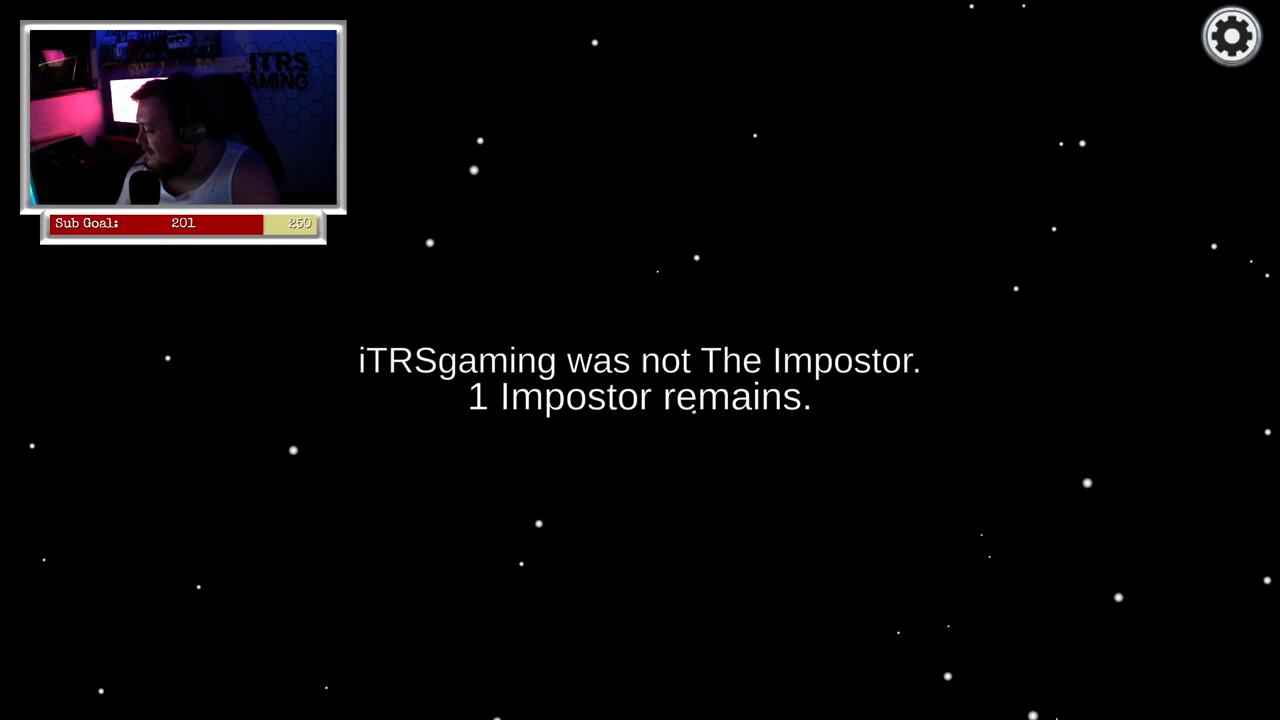 iTRS
GAMING
Sub Goal: 201 250
iTRSgaming was not The Impostor.
1 Impostor remains.